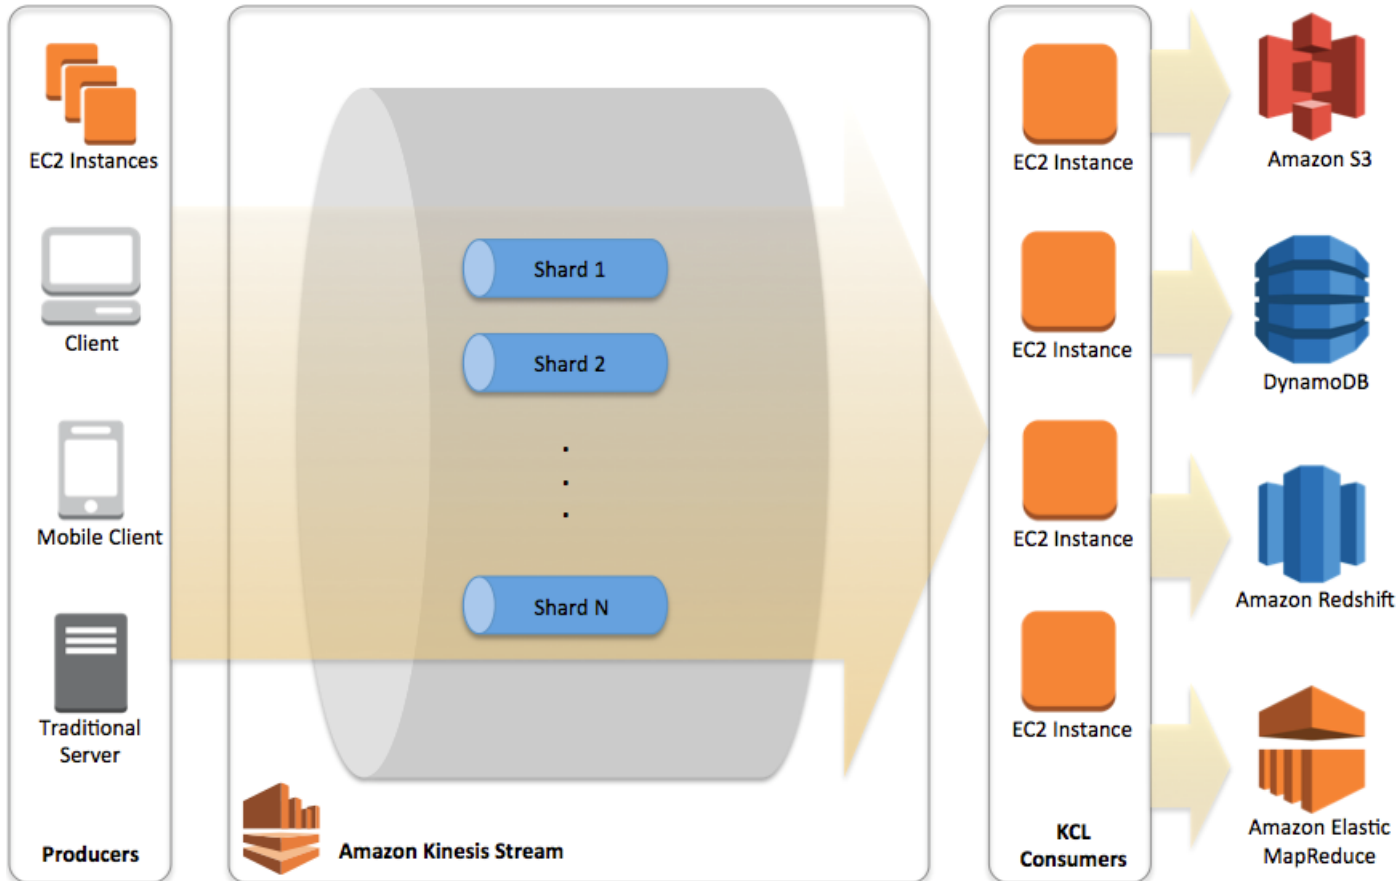 EC2 Instances
Client
Mobile Client
Traditional
Server
Producers
Shard 1
Shard 2
.
.
.
Shard N
Amazon Kinesis Stream
EC2 Instance
EC2 Instance
EC2 Instance
EC2 Instance
KCL
Consumers
Amazon S3
DynamoDB
Amazon Redshift
Amazon Elastic
MapReduce